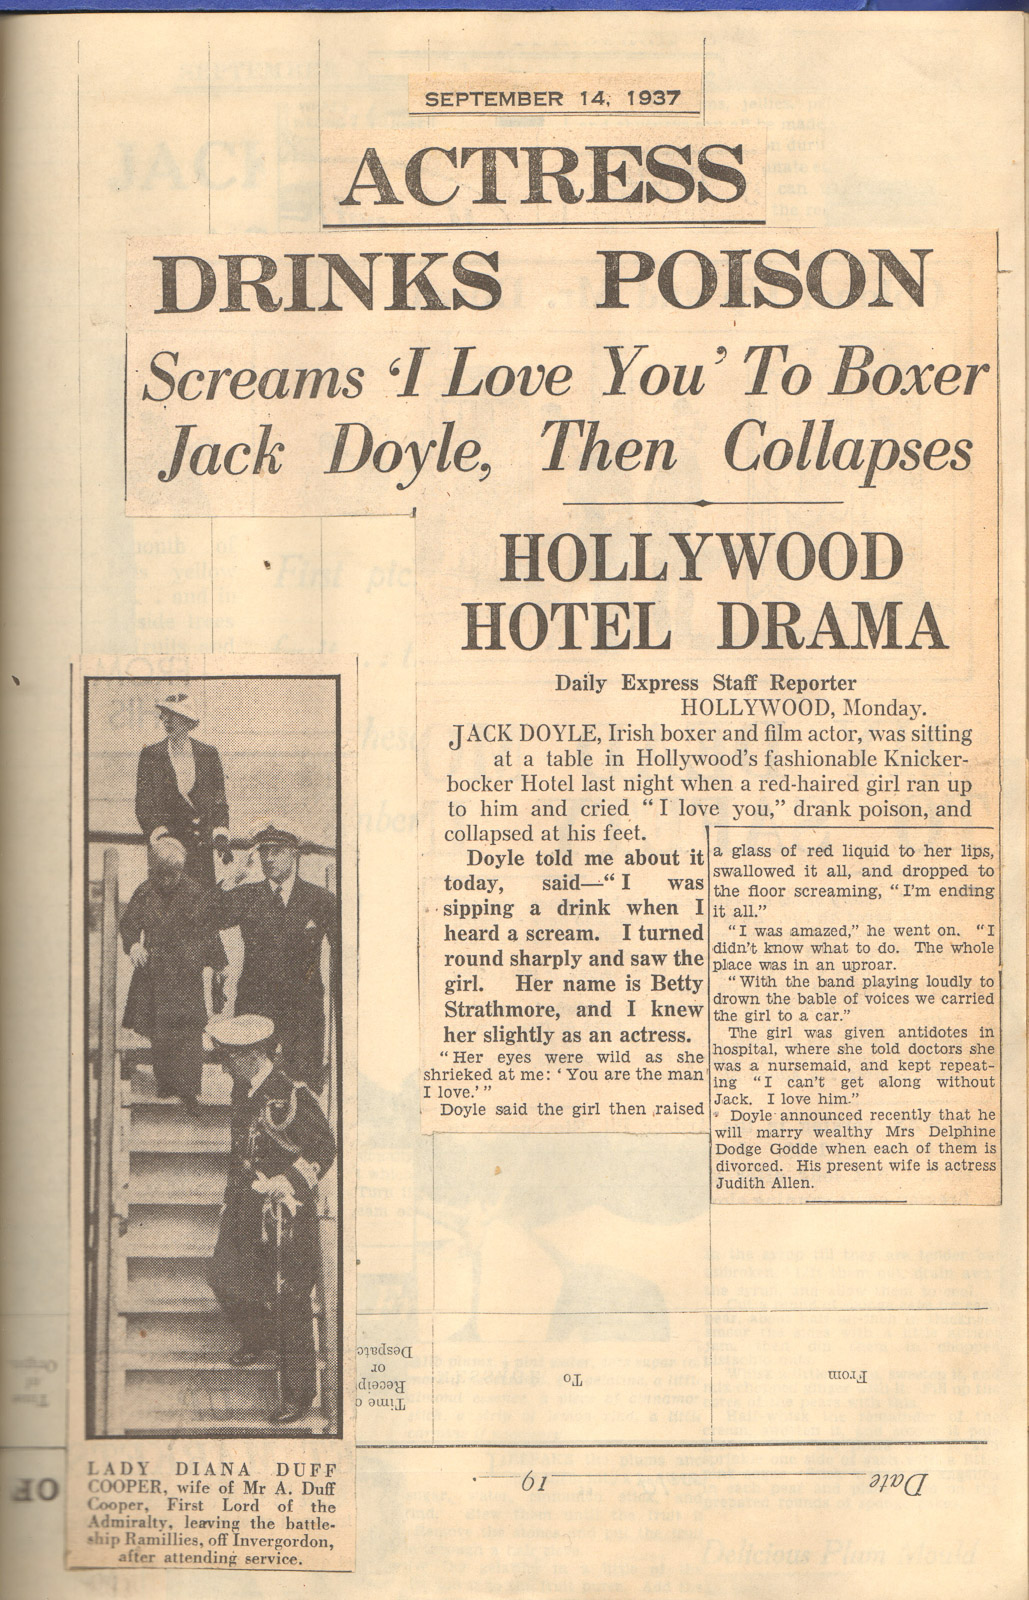 SEPTEMBER 14, 1937
ACTRESS
DRINKS POISON
Screams ‘I Love You’ To Boxer
Jack Doyle, Then Collapses
HOLLYWOOD
HOTEL DRAMA
Daily Express Staff Reporter
HOLLYWOOD, Monday.
JACK DOYLE, Irish boxer and film actor, was sitting
at a table in Hollywood's fashionable Knicker-
bocker Hotel last night when a red-haired girl ran up
to him and cried “I love you,” drank poison, and
collapsed at his feet.
Doyle told me about it
today, said—“I was
sipping a drink when I
heard a scream. I turned
round sharply and saw the
girl. Her name is Betty
Strathmore, and I knew
her slightly as an actress.
“Her eyes were wild as she
shrieked at me: ‘You are the man
I love.’”
Doyle said the girl then raised
a glass of red liquid to her lips,
swallowed it all, and dropped to
the floor screaming, “I'm ending
it all.”
“I was amazed,” he went on. “I
didn't know what to do. The whole
place was in an uproar.
“With the band playing loudly to
drown the bable of voices we carried
the girl to a car.”
The girl was given antidotes in
hospital, where she told doctors she
was a nursemaid, and kept repeat-
ing “I can't get along without
Jack. I love him.”
Doyle announced recently that he
will marry wealthy Mrs Delphine
Dodge Godde when each of them is
divorced. His present wife is actress
Judith Allen.
LADY DIANA DUFF
COOPER, wife of Mr A. Duff
Cooper, First Lord of the
Admiralty, leaving the battle-
ship Ramillies, off Invergordon,
after attending service.
Date 19
From
To
Time
Receipt
or
Despatc
OF